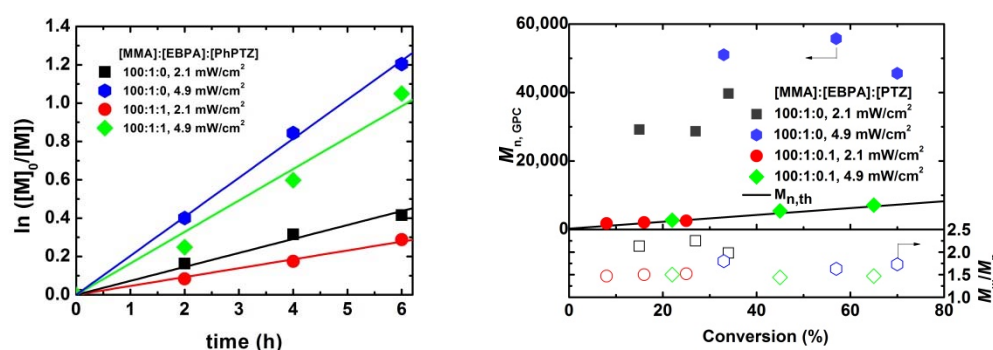 1.4
1.2
1.0
0.8
0.6
0.4
0.2
0.0
0 1 2 3 4 5 6
ln ([M]0/[M])
time (h)
[MMA]:[EBPA]:[PhPTZ]
100:1:0, 2.1 mW/cm²
100:1:0, 4.9 mW/cm²
100:1:1, 2.1 mW/cm²
100:1:1, 4.9 mW/cm²
60,000
40,000
20,000
0
Mn, GPC
[MMA]:[EBPA]:[PTZ]
100:1:0, 2.1 mW/cm²
100:1:0, 4.9 mW/cm²
100:1:0.1, 2.1 mW/cm²
100:1:0.1, 4.9 mW/cm²
Mn,th
2.5
2.0
1.5
1.0
Mw/Mn
0 20 40 60 80
Conversion (%)